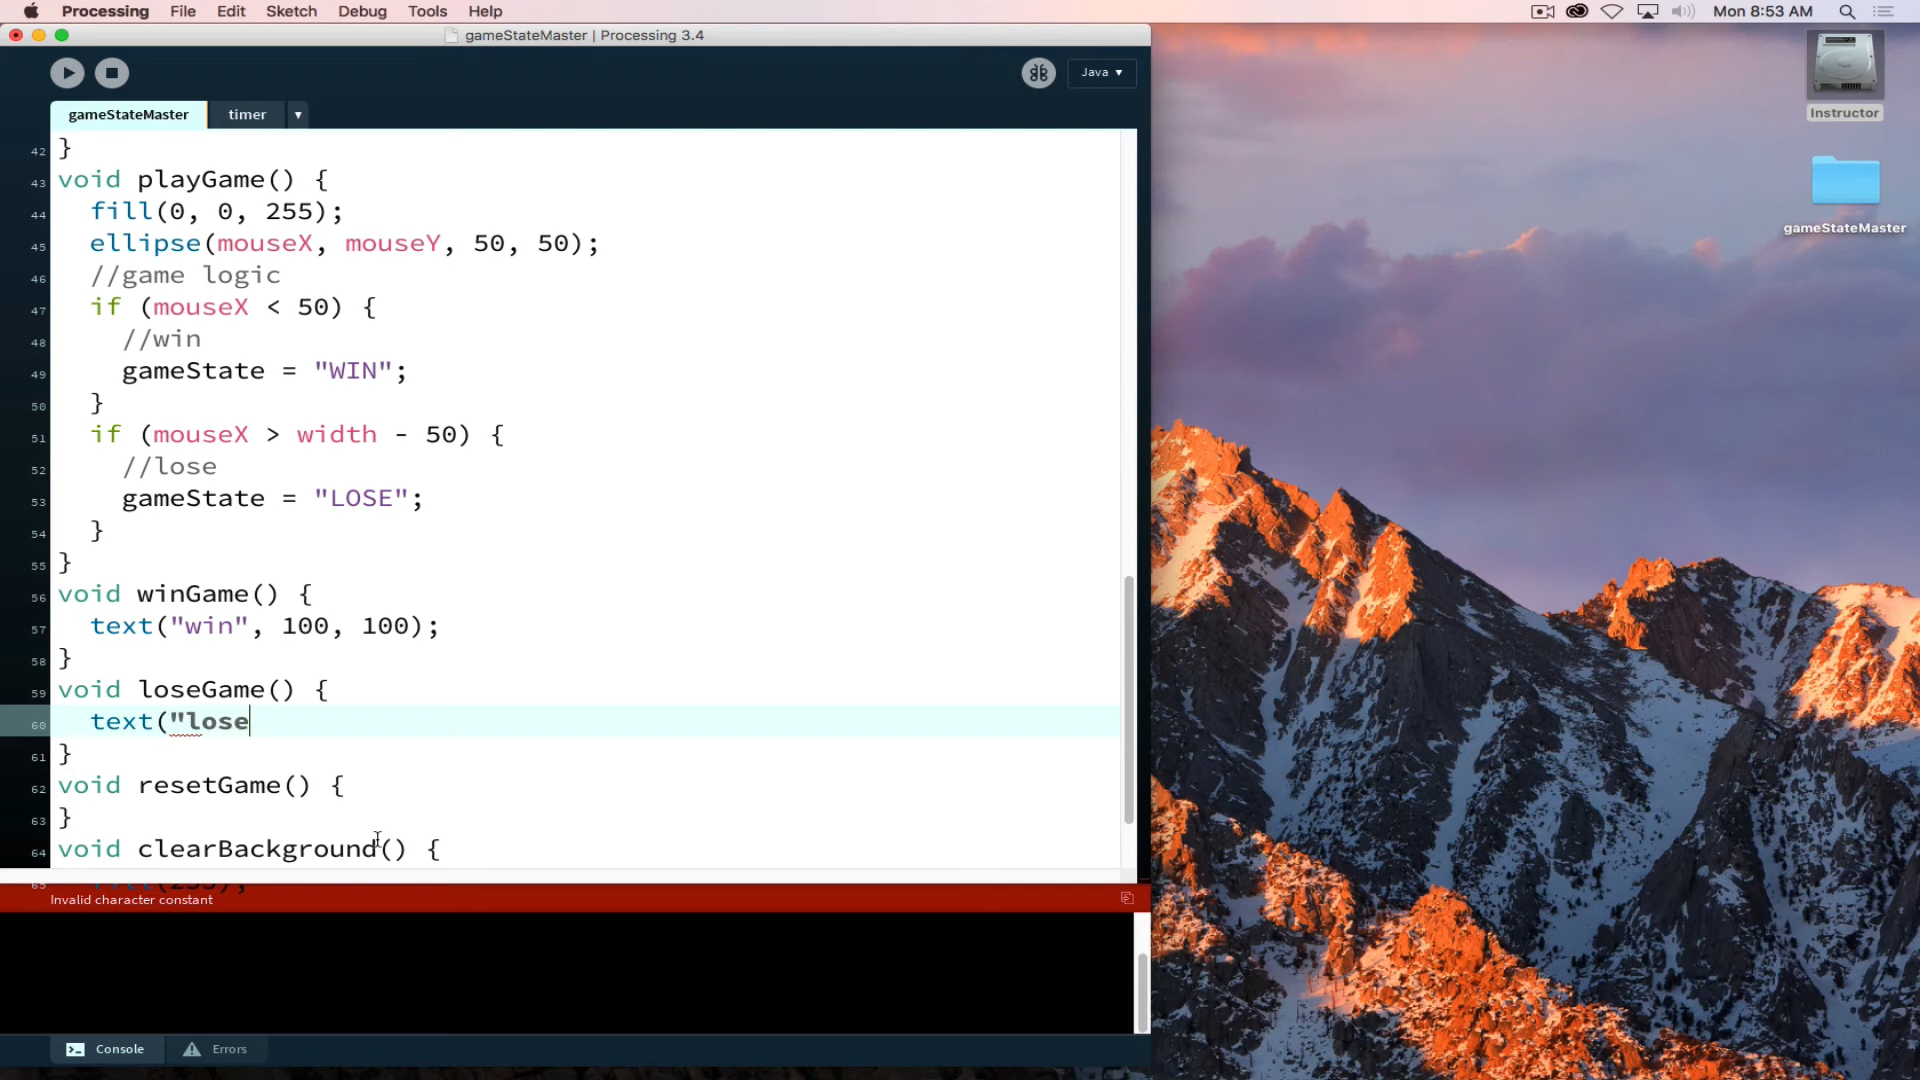 Processing File Edit Sketch Debug Tools Help Mon 8:53 AM
gameStateMaster | Processing 3.4
Java ▾
gameStateMaster timer ▾
Instructor
gameStateMaster
42 }
43 void playGame() {
44 fill(0, 0, 255);
45 ellipse(mouseX, mouseY, 50, 50);
46 //game logic
47 if (mouseX < 50) {
48 //win
49 gameState = "WIN";
50 }
51 if (mouseX > width - 50) {
52 //lose
53 gameState = "LOSE";
54 }
55 }
56 void winGame() {
57 text("win", 100, 100);
58 }
59 void loseGame() {
60 text("lose
61 }
62 void resetGame() {
63 }
64 void clearBackground() {
65 fill(255);
Invalid character constant
Console Errors